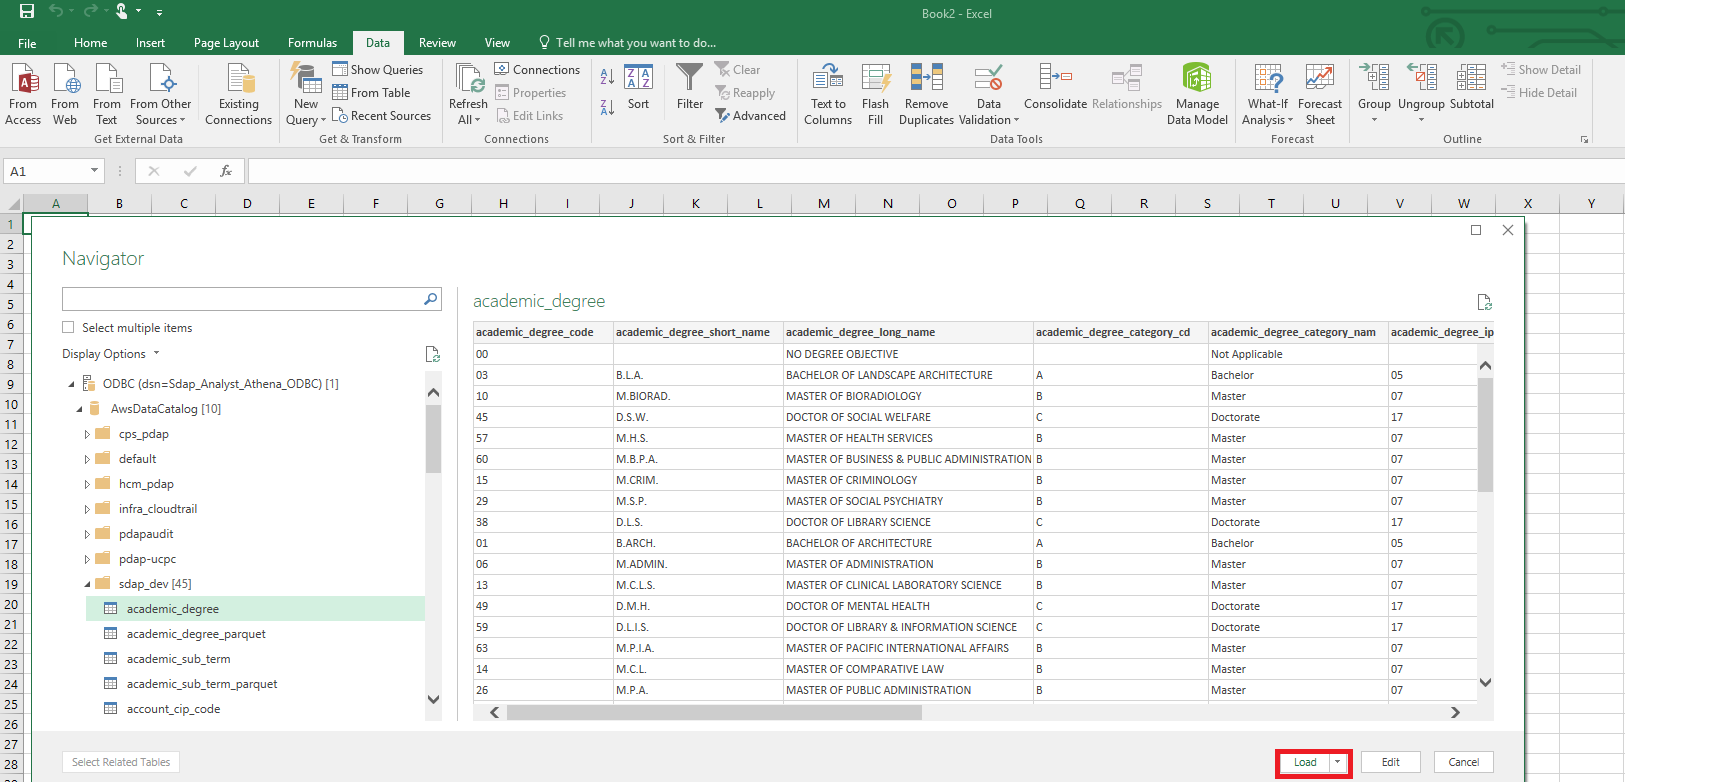 Book2 - Excel
File Home Insert Page Layout Formulas Data Review View Tell me what you want to do...
From Access From Web From Text From Other Sources Existing Connections
Get External Data
New Query Show Queries From Table Recent Sources
Get & Transform
Refresh All Connections Properties Edit Links
Connections
Sort Filter Clear Reapply Advanced
Sort & Filter
Text to Columns Flash Fill Remove Duplicates Data Validation Consolidate Relationships Manage Data Model
Data Tools
What-If Analysis Forecast Sheet
Forecast
Group Ungroup Subtotal Show Detail Hide Detail
Outline
A1 fx
A B C D E F G H I J K L M N O P Q R S T U V W X Y
1
2
3
4
5
6
7
8
9
10
11
12
13
14
15
16
17
18
19
20
21
22
23
24
25
26
27
28
Navigator
Select multiple items
Display Options
ODBC (dsn=Sdap_Analyst_Athena_ODBC) [1]
AwsDataCatalog [10]
cps_pdap
default
hcm_pdap
infra_cloudtrail
pdapaudit
pdap-ucpc
sdap_dev [45]
academic_degree
academic_degree_parquet
academic_sub_term
academic_sub_term_parquet
account_cip_code
academic_degree
academic_degree_code academic_degree_short_name academic_degree_long_name academic_degree_category_cd academic_degree_category_nam academic_degree_ip
00 NO DEGREE OBJECTIVE Not Applicable
03 B.L.A. BACHELOR OF LANDSCAPE ARCHITECTURE A Bachelor 05
10 M.BIORAD. MASTER OF BIORADIOLOGY B Master 07
45 D.S.W. DOCTOR OF SOCIAL WELFARE C Doctorate 17
57 M.H.S. MASTER OF HEALTH SERVICES B Master 07
60 M.B.P.A. MASTER OF BUSINESS & PUBLIC ADMINISTRATION B Master 07
15 M.CRIM. MASTER OF CRIMINOLOGY B Master 07
29 M.S.P. MASTER OF SOCIAL PSYCHIATRY B Master 07
38 D.L.S. DOCTOR OF LIBRARY SCIENCE C Doctorate 17
01 B.ARCH. BACHELOR OF ARCHITECTURE A Bachelor 05
06 M.ADMIN. MASTER OF ADMINISTRATION B Master 07
13 M.C.L.S. MASTER OF CLINICAL LABORATORY SCIENCE B Master 07
49 D.M.H. DOCTOR OF MENTAL HEALTH C Doctorate 17
59 D.L.I.S. DOCTOR OF LIBRARY & INFORMATION SCIENCE C Doctorate 17
63 M.P.I.A. MASTER OF PACIFIC INTERNATIONAL AFFAIRS B Master 07
14 M.C.L. MASTER OF COMPARATIVE LAW B Master 07
26 M.P.A. MASTER OF PUBLIC ADMINISTRATION B Master 07
Select Related Tables Load Edit Cancel